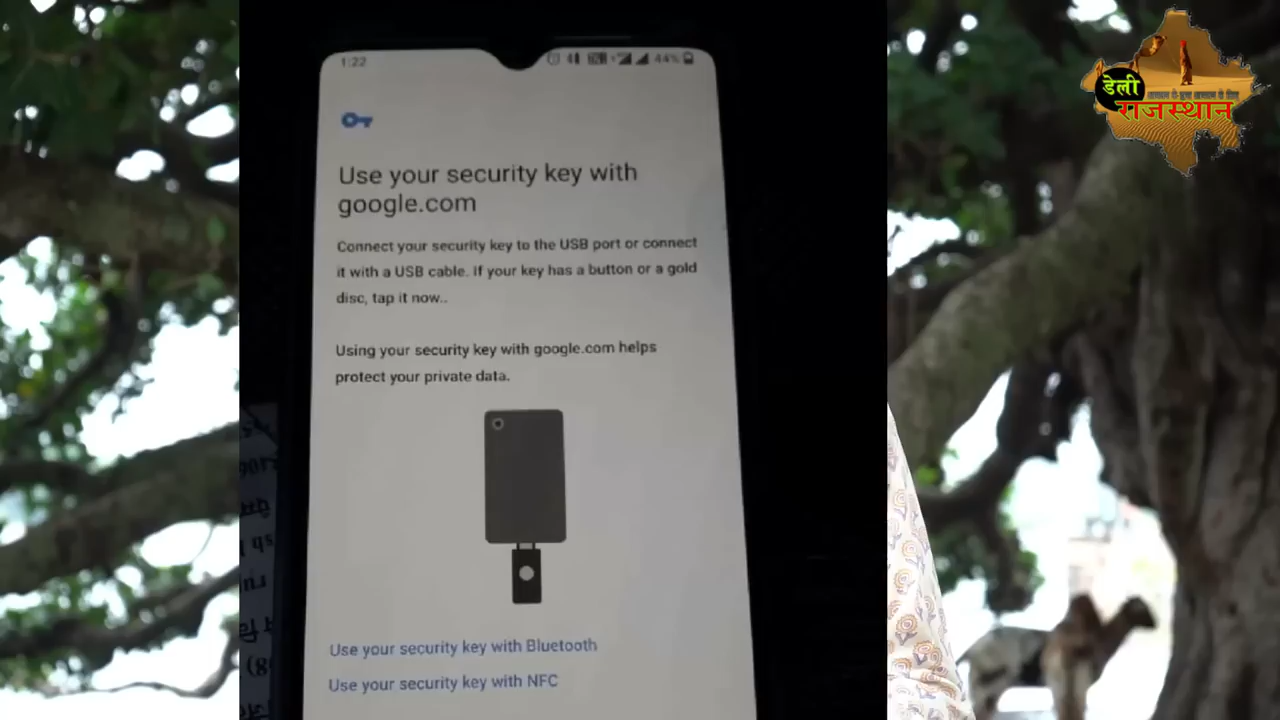 1:22
44%
Use your security key with
google.com
Connect your security key to the USB port or connect
it with a USB cable. If your key has a button or a gold
disc, tap it now..
Using your security key with google.com helps
protect your private data.
Use your security key with Bluetooth
Use your security key with NFC
डेली
राजस्थान